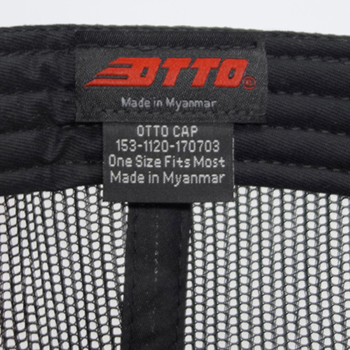 OTTO®
Made in Myanmar
OTTO CAP
153-1120-170703
One Size Fits Most
Made in Myanmar